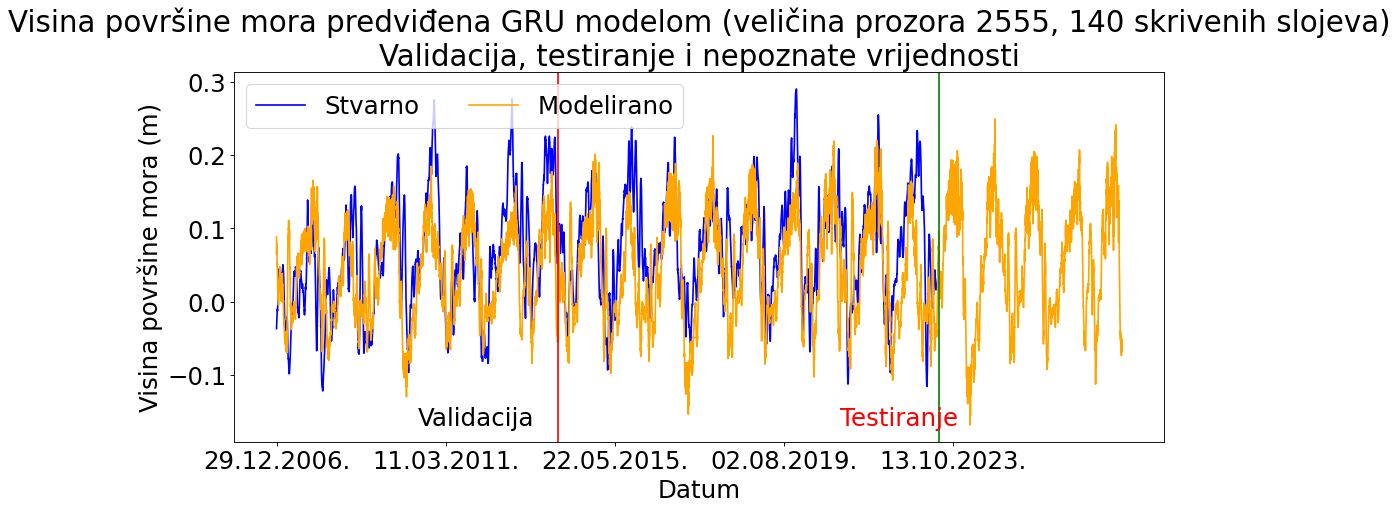 Visina površine mora predviđena GRU modelom (veličina prozora 2555, 140 skrivenih slojeva)
Validacija, testiranje i nepoznate vrijednosti
Stvarno Modelirano
Visina površine mora (m)
0.3
0.2
0.1
0.0
−0.1
Validacija
Testiranje
29.12.2006. 11.03.2011. 22.05.2015. 02.08.2019. 13.10.2023.
Datum